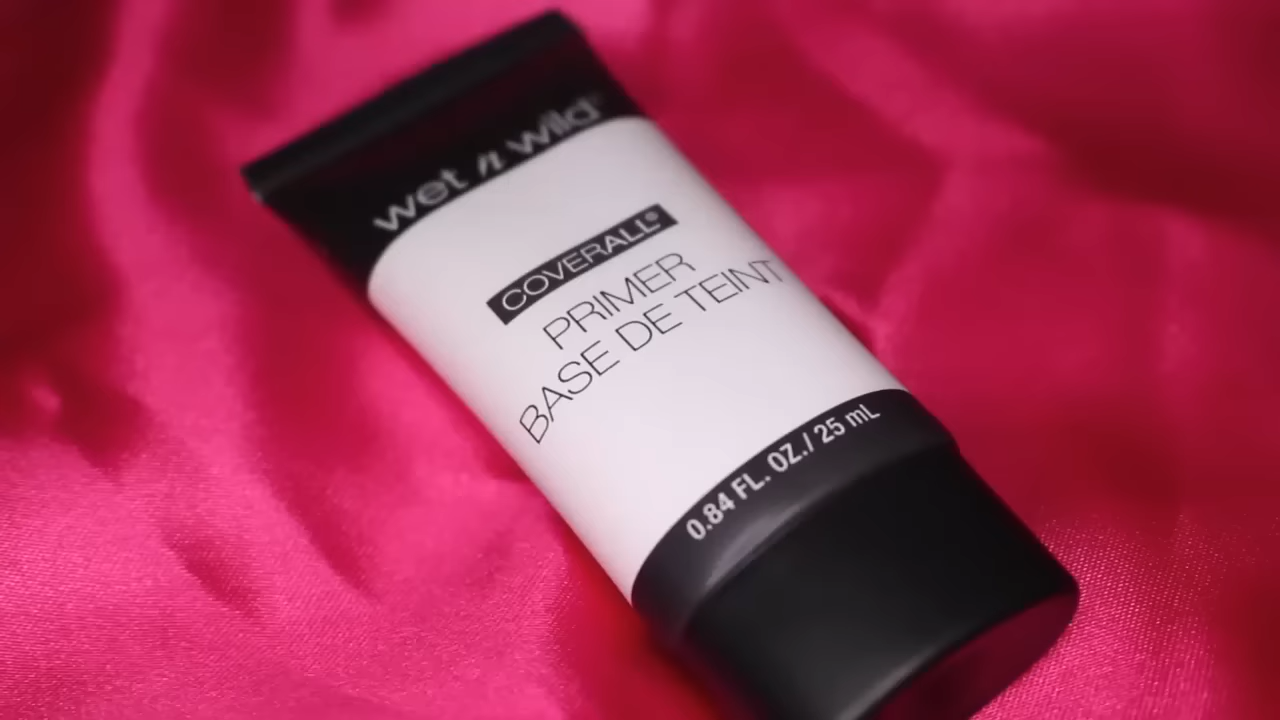 wet n wild®
COVERALL®
PRIMER
BASE DE TEINT
0.84 FL. OZ./ 25 mL